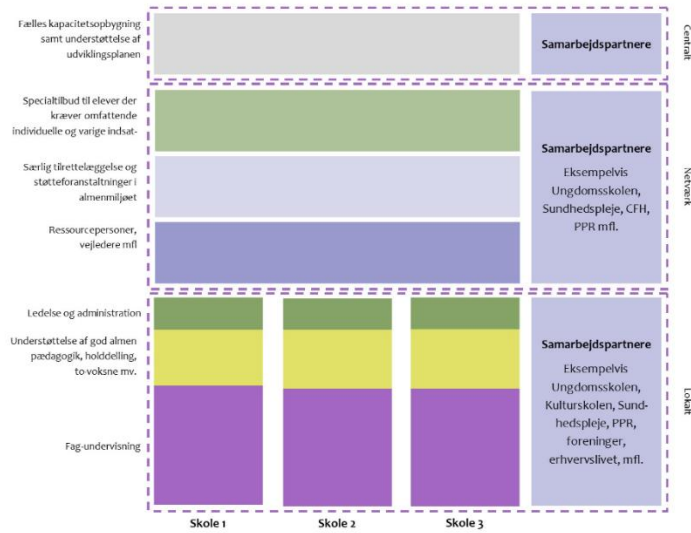 Fælles kapacitetsopbygning
samt understøttelse af
udviklingsplanen
Samarbejdspartnere
Centralt
Specialtilbud til elever der
kræver omfattende
individuelle og varige indsat-
Særlig tilrettelæggelse og
støtteforanstaltninger i
almenmiljøet
Ressourcepersoner,
vejledere mfl
Samarbejdspartnere
Eksempelvis
Ungdomsskolen,
Sundhedspleje, CFH,
PPR mfl.
Netværk
Ledelse og administration
Understøttelse af god almen
pædagogik, holddelling,
to-voksne mv.
Fag-undervisning
Samarbejdspartnere
Eksempelvis
Ungdomsskolen,
Kulturskolen, Sund-
hedspleje, PPR,
foreninger,
erhvervslivet, mfl.
Lokalt
Skole 1
Skole 2
Skole 3